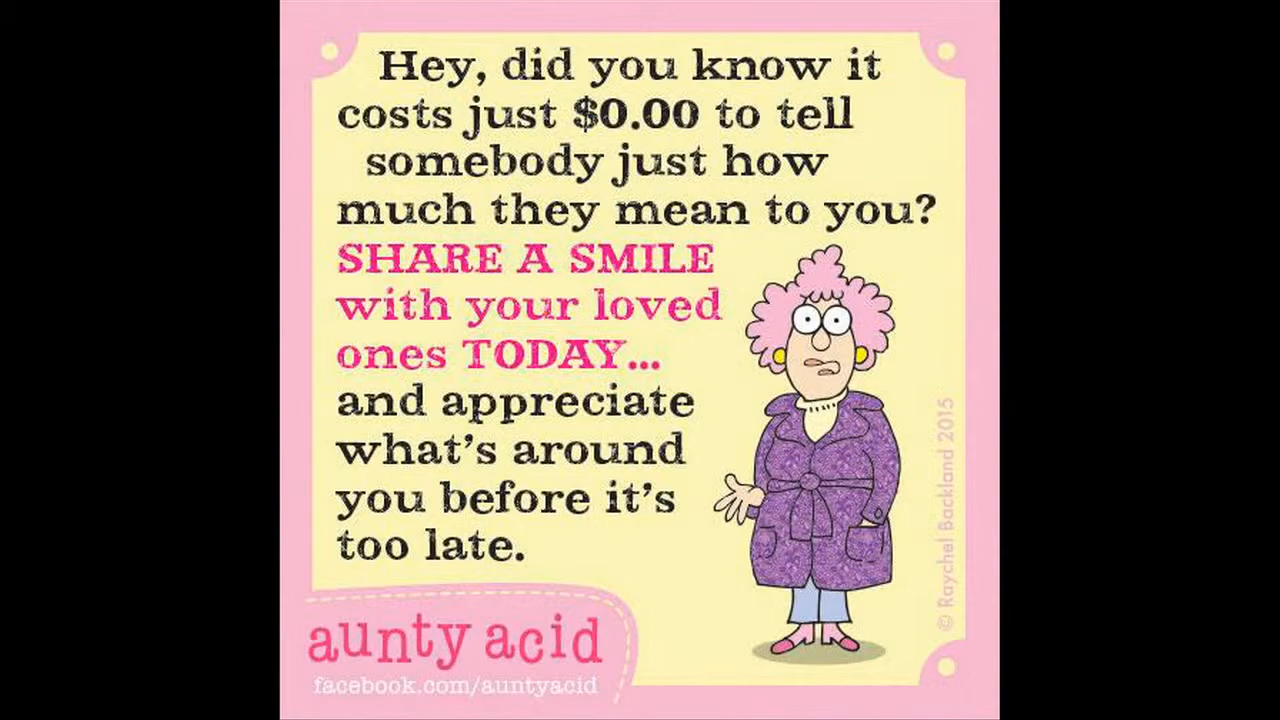 Hey, did you know it
costs just $0.00 to tell
somebody just how
much they mean to you?
SHARE A SMILE
with your loved
ones TODAY...
and appreciate
what's around
you before it's
too late.
© Raychel Backland 2015
aunty acid
facebook.com/auntyacid